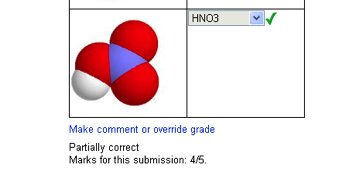 HNO3
Make comment or override grade
Partially correct
Marks for this submission: 4/5.